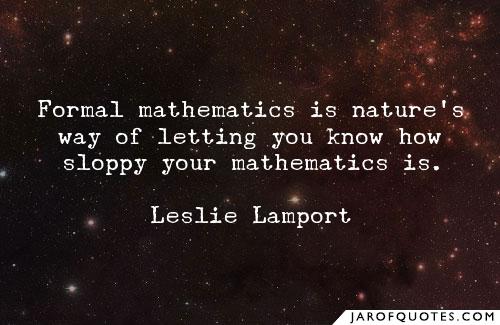 Formal mathematics is nature's
way of letting you know how
sloppy your mathematics is.
Leslie Lamport
JAROFQUOTES.COM